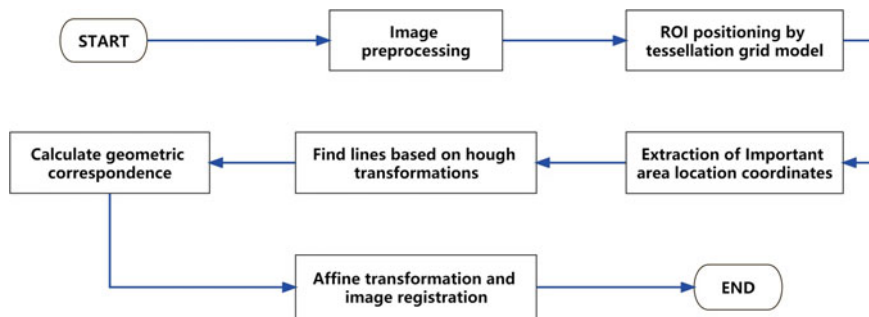 START
Image
preprocessing
ROI positioning by
tessellation grid model
Extraction of Important
area location coordinates
Find lines based on hough
transformations
Calculate geometric
correspondence
Affine transformation and
image registration
END